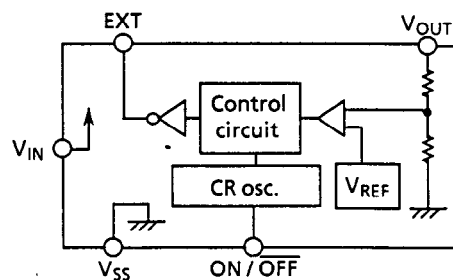 EXT
VOUT
Control
circuit
VIN
CR osc.
VREF
VSS
ON / OFF